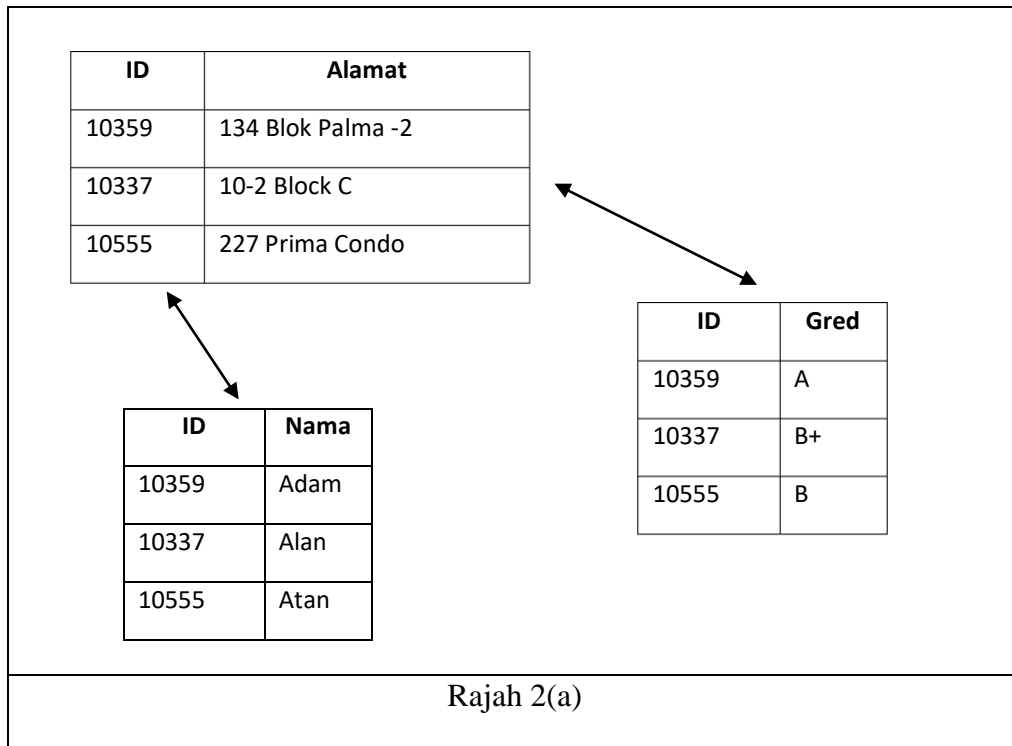 ID Alamat
10359 134 Blok Palma -2
10337 10-2 Block C
10555 227 Prima Condo
ID Gred
10359 A
10337 B+
10555 B
ID Nama
10359 Adam
10337 Alan
10555 Atan
Rajah 2(a)